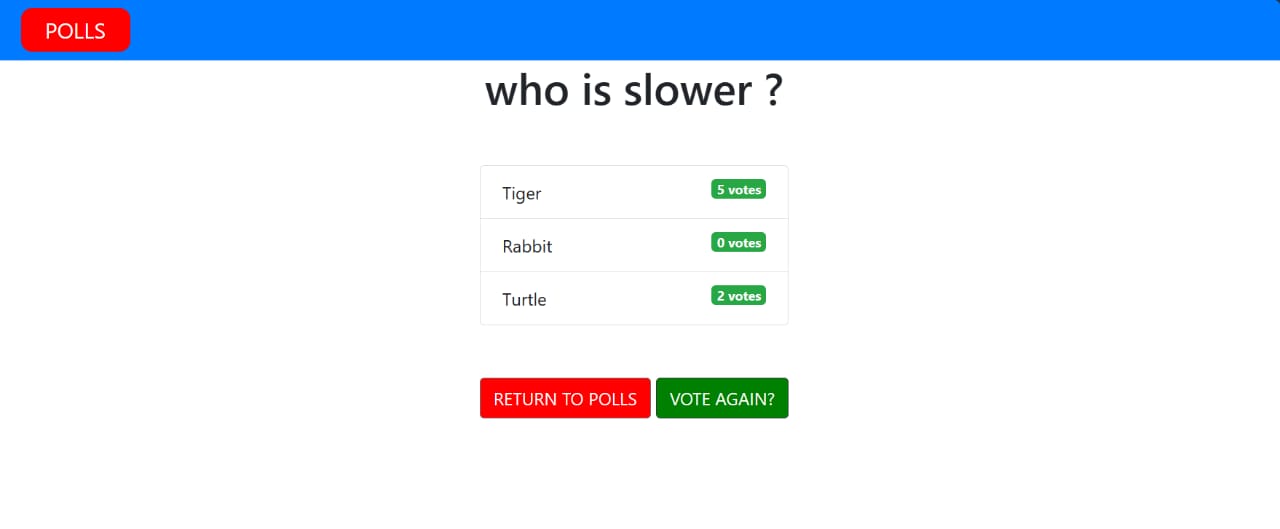 POLLS
who is slower ?
Tiger 5 votes
Rabbit 0 votes
Turtle 2 votes
RETURN TO POLLS VOTE AGAIN?